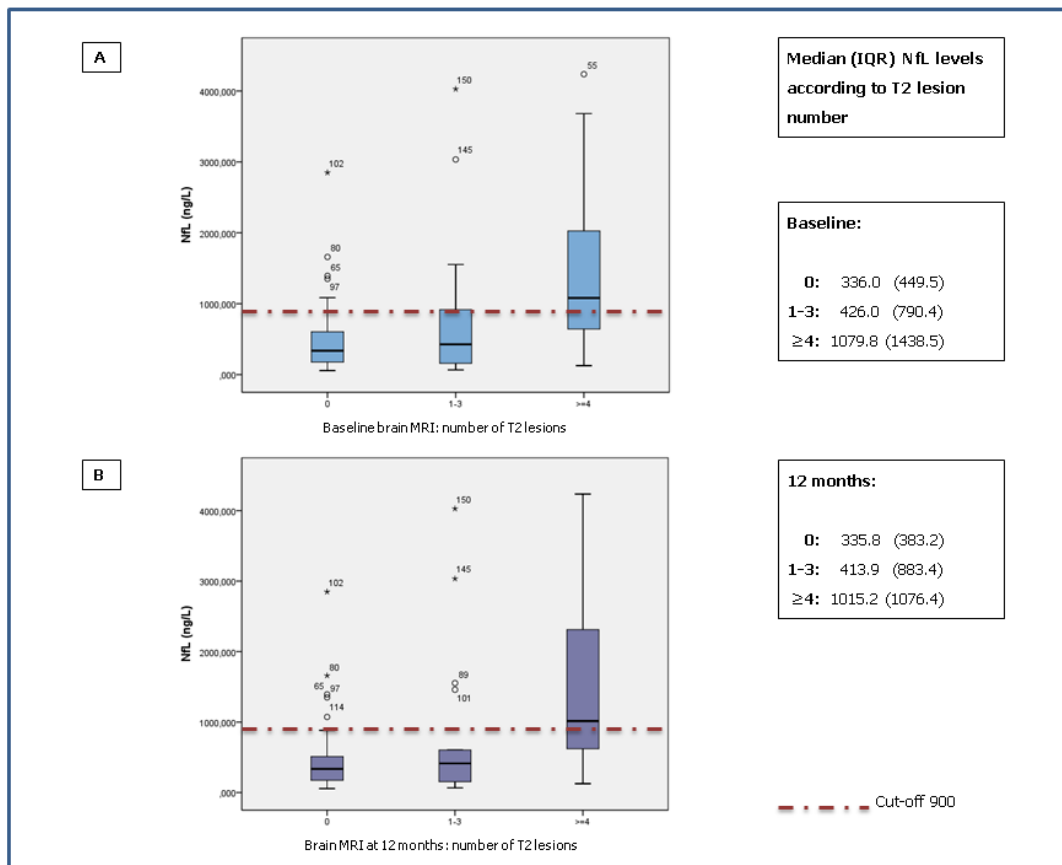 A
Median (IQR) NfL levels
according to T2 lesion
number
NfL (ng/L)
4000,000
3000,000
2000,000
1000,000
,000
102
80
65
97
150
145
55
0
1-3
>=4
Baseline brain MRI: number of T2 lesions
Baseline:
0: 336.0 (449.5)
1-3: 426.0 (790.4)
≥4: 1079.8 (1438.5)
B
NfL (ng/L)
4000,000
3000,000
2000,000
1000,000
,000
102
80
65 97
114
150
145
89
101
0
1-3
>=4
Brain MRI at 12 months: number of T2 lesions
12 months:
0: 335.8 (383.2)
1-3: 413.9 (883.4)
≥4: 1015.2 (1076.4)
Cut-off 900